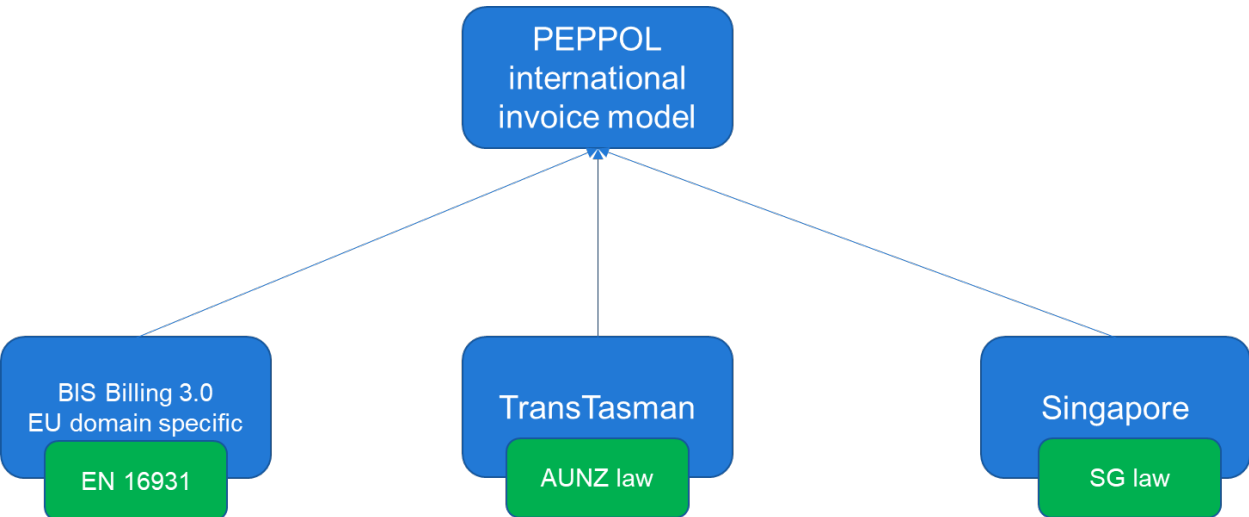 PEPPOL
international
invoice model
BIS Billing 3.0
EU domain specific
EN 16931
TransTasman
AUNZ law
Singapore
SG law